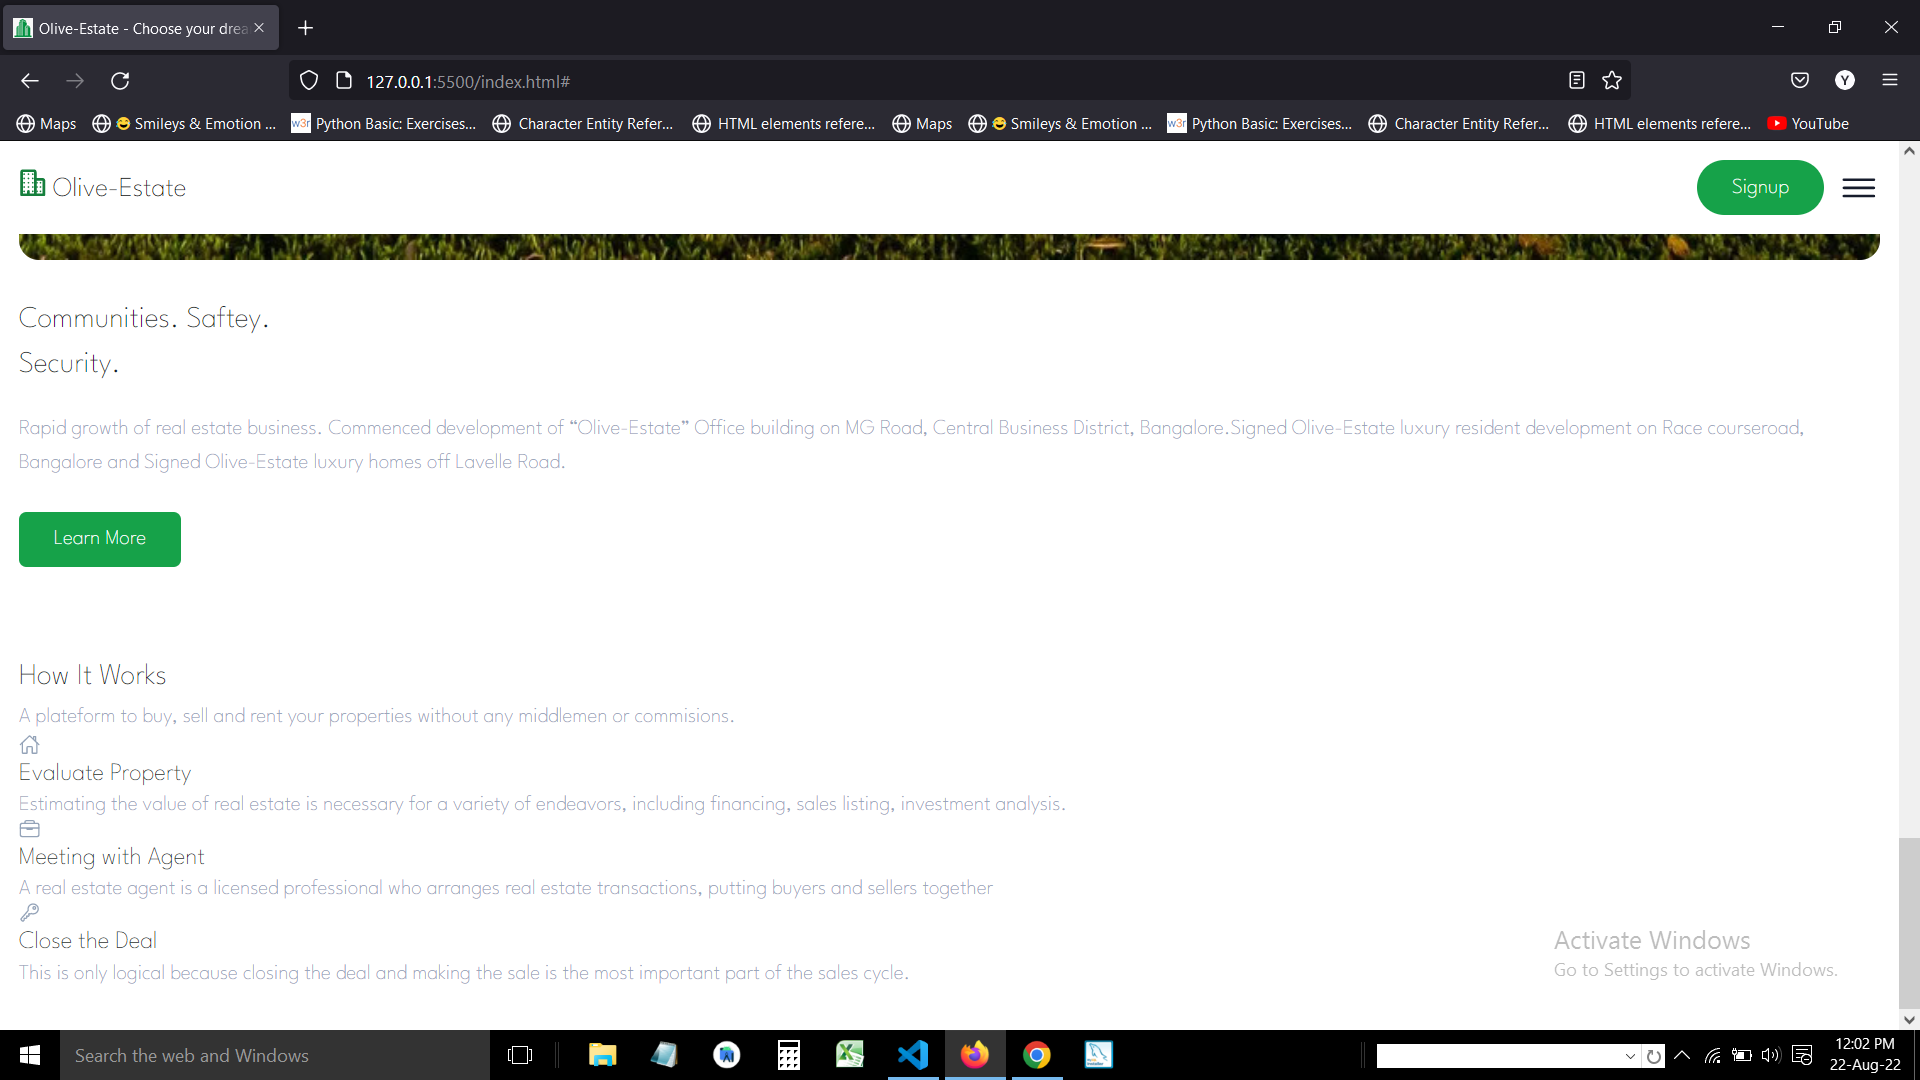 Olive-Estate - Choose your drea
127.0.0.1:5500/index.html#
Y
Maps Smileys & Emotion ... w3r Python Basic: Exercises... Character Entity Refer... HTML elements refere... Maps Smileys & Emotion ... w3r Python Basic: Exercises... Character Entity Refer... HTML elements refere... YouTube
Olive-Estate Signup
Communities. Saftey.
Security.
Rapid growth of real estate business. Commenced development of “Olive-Estate” Office building on MG Road, Central Business District, Bangalore.Signed Olive-Estate luxury resident development on Race courseroad,
Bangalore and Signed Olive-Estate luxury homes off Lavelle Road.
Learn More
How It Works
A plateform to buy, sell and rent your properties without any middlemen or commisions.
Evaluate Property
Estimating the value of real estate is necessary for a variety of endeavors, including financing, sales listing, investment analysis.
Meeting with Agent
A real estate agent is a licensed professional who arranges real estate transactions, putting buyers and sellers together
Close the Deal
This is only logical because closing the deal and making the sale is the most important part of the sales cycle.
Activate Windows
Go to Settings to activate Windows.
Search the web and Windows
12:02 PM
22-Aug-22